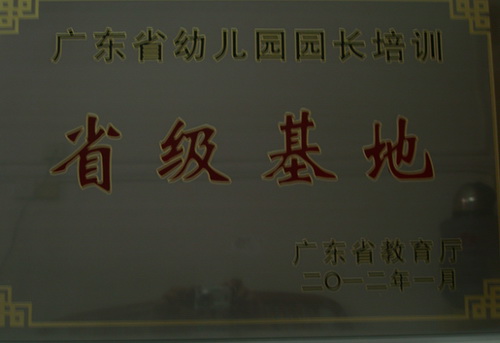 广东省幼儿园园长培训
省级基地
广东省教育厅
二〇一二年一月